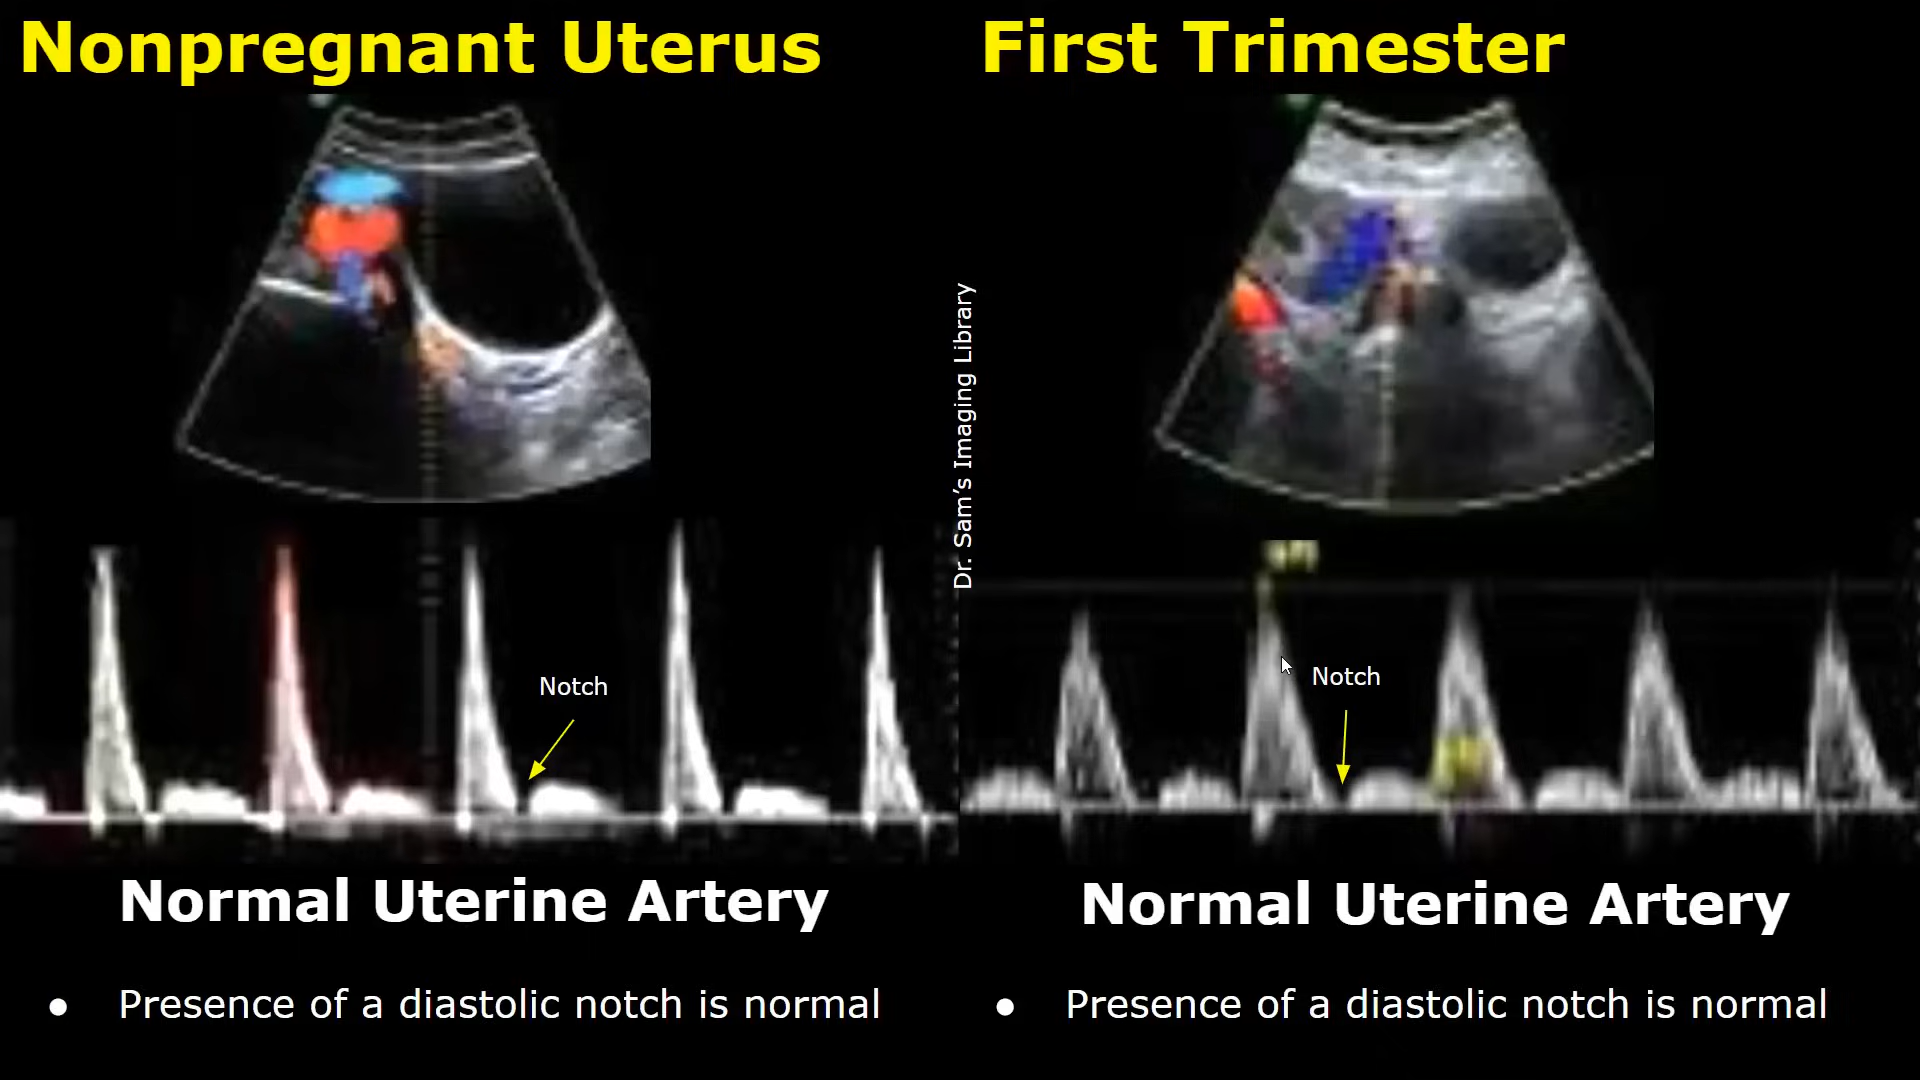 Nonpregnant Uterus
First Trimester
Dr. Sam’s Imaging Library
Notch
Notch
Normal Uterine Artery
Normal Uterine Artery
● Presence of a diastolic notch is normal
● Presence of a diastolic notch is normal